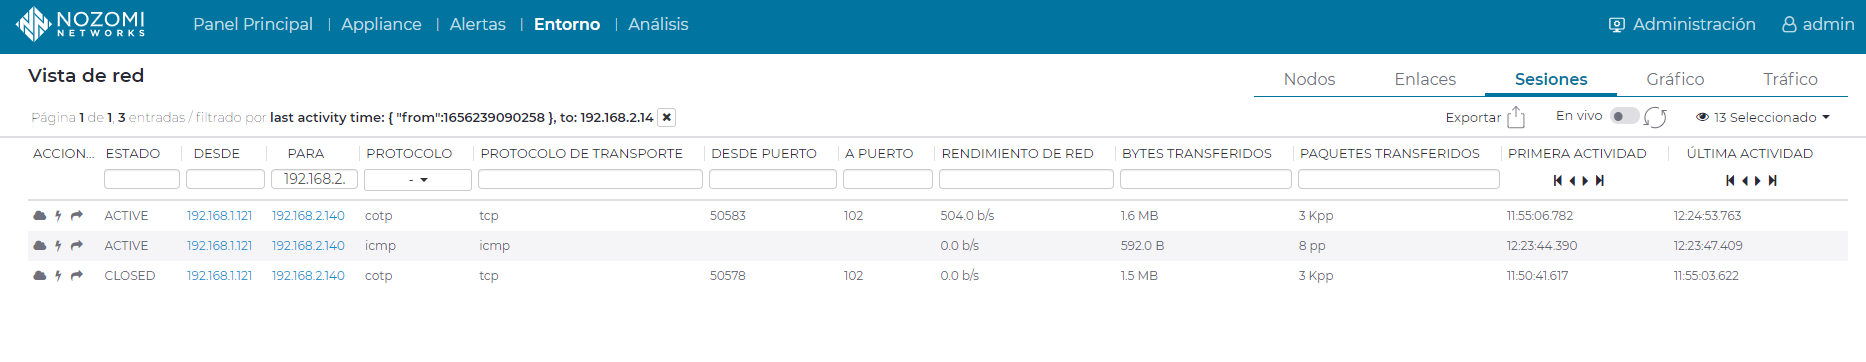 NOZOMI NETWORKS Panel Principal | Appliance | Alertas | Entorno | Análisis Administración admin
Vista de red Nodos Enlaces Sesiones Gráfico Tráfico
Página 1 de 1, 3 entradas / filtrado por last activity time: { "from":1656239090258 }, to: 192.168.2.14 Exportar En vivo 13 Seleccionado
ACCION... ESTADO DESDE PARA PROTOCOLO PROTOCOLO DE TRANSPORTE DESDE PUERTO A PUERTO RENDIMIENTO DE RED BYTES TRANSFERIDOS PAQUETES TRANSFERIDOS PRIMERA ACTIVIDAD ÚLTIMA ACTIVIDAD
192.168.2. -
ACTIVE 192.168.1.121 192.168.2.140 cotp tcp 50583 102 504.0 b/s 1.6 MB 3 Kpp 11:55:06.782 12:24:53.763
ACTIVE 192.168.1.121 192.168.2.140 icmp icmp 0.0 b/s 592.0 B 8 pp 12:23:44.390 12:23:47.409
CLOSED 192.168.1.121 192.168.2.140 cotp tcp 50578 102 0.0 b/s 1.5 MB 3 Kpp 11:50:41.617 11:55:03.622